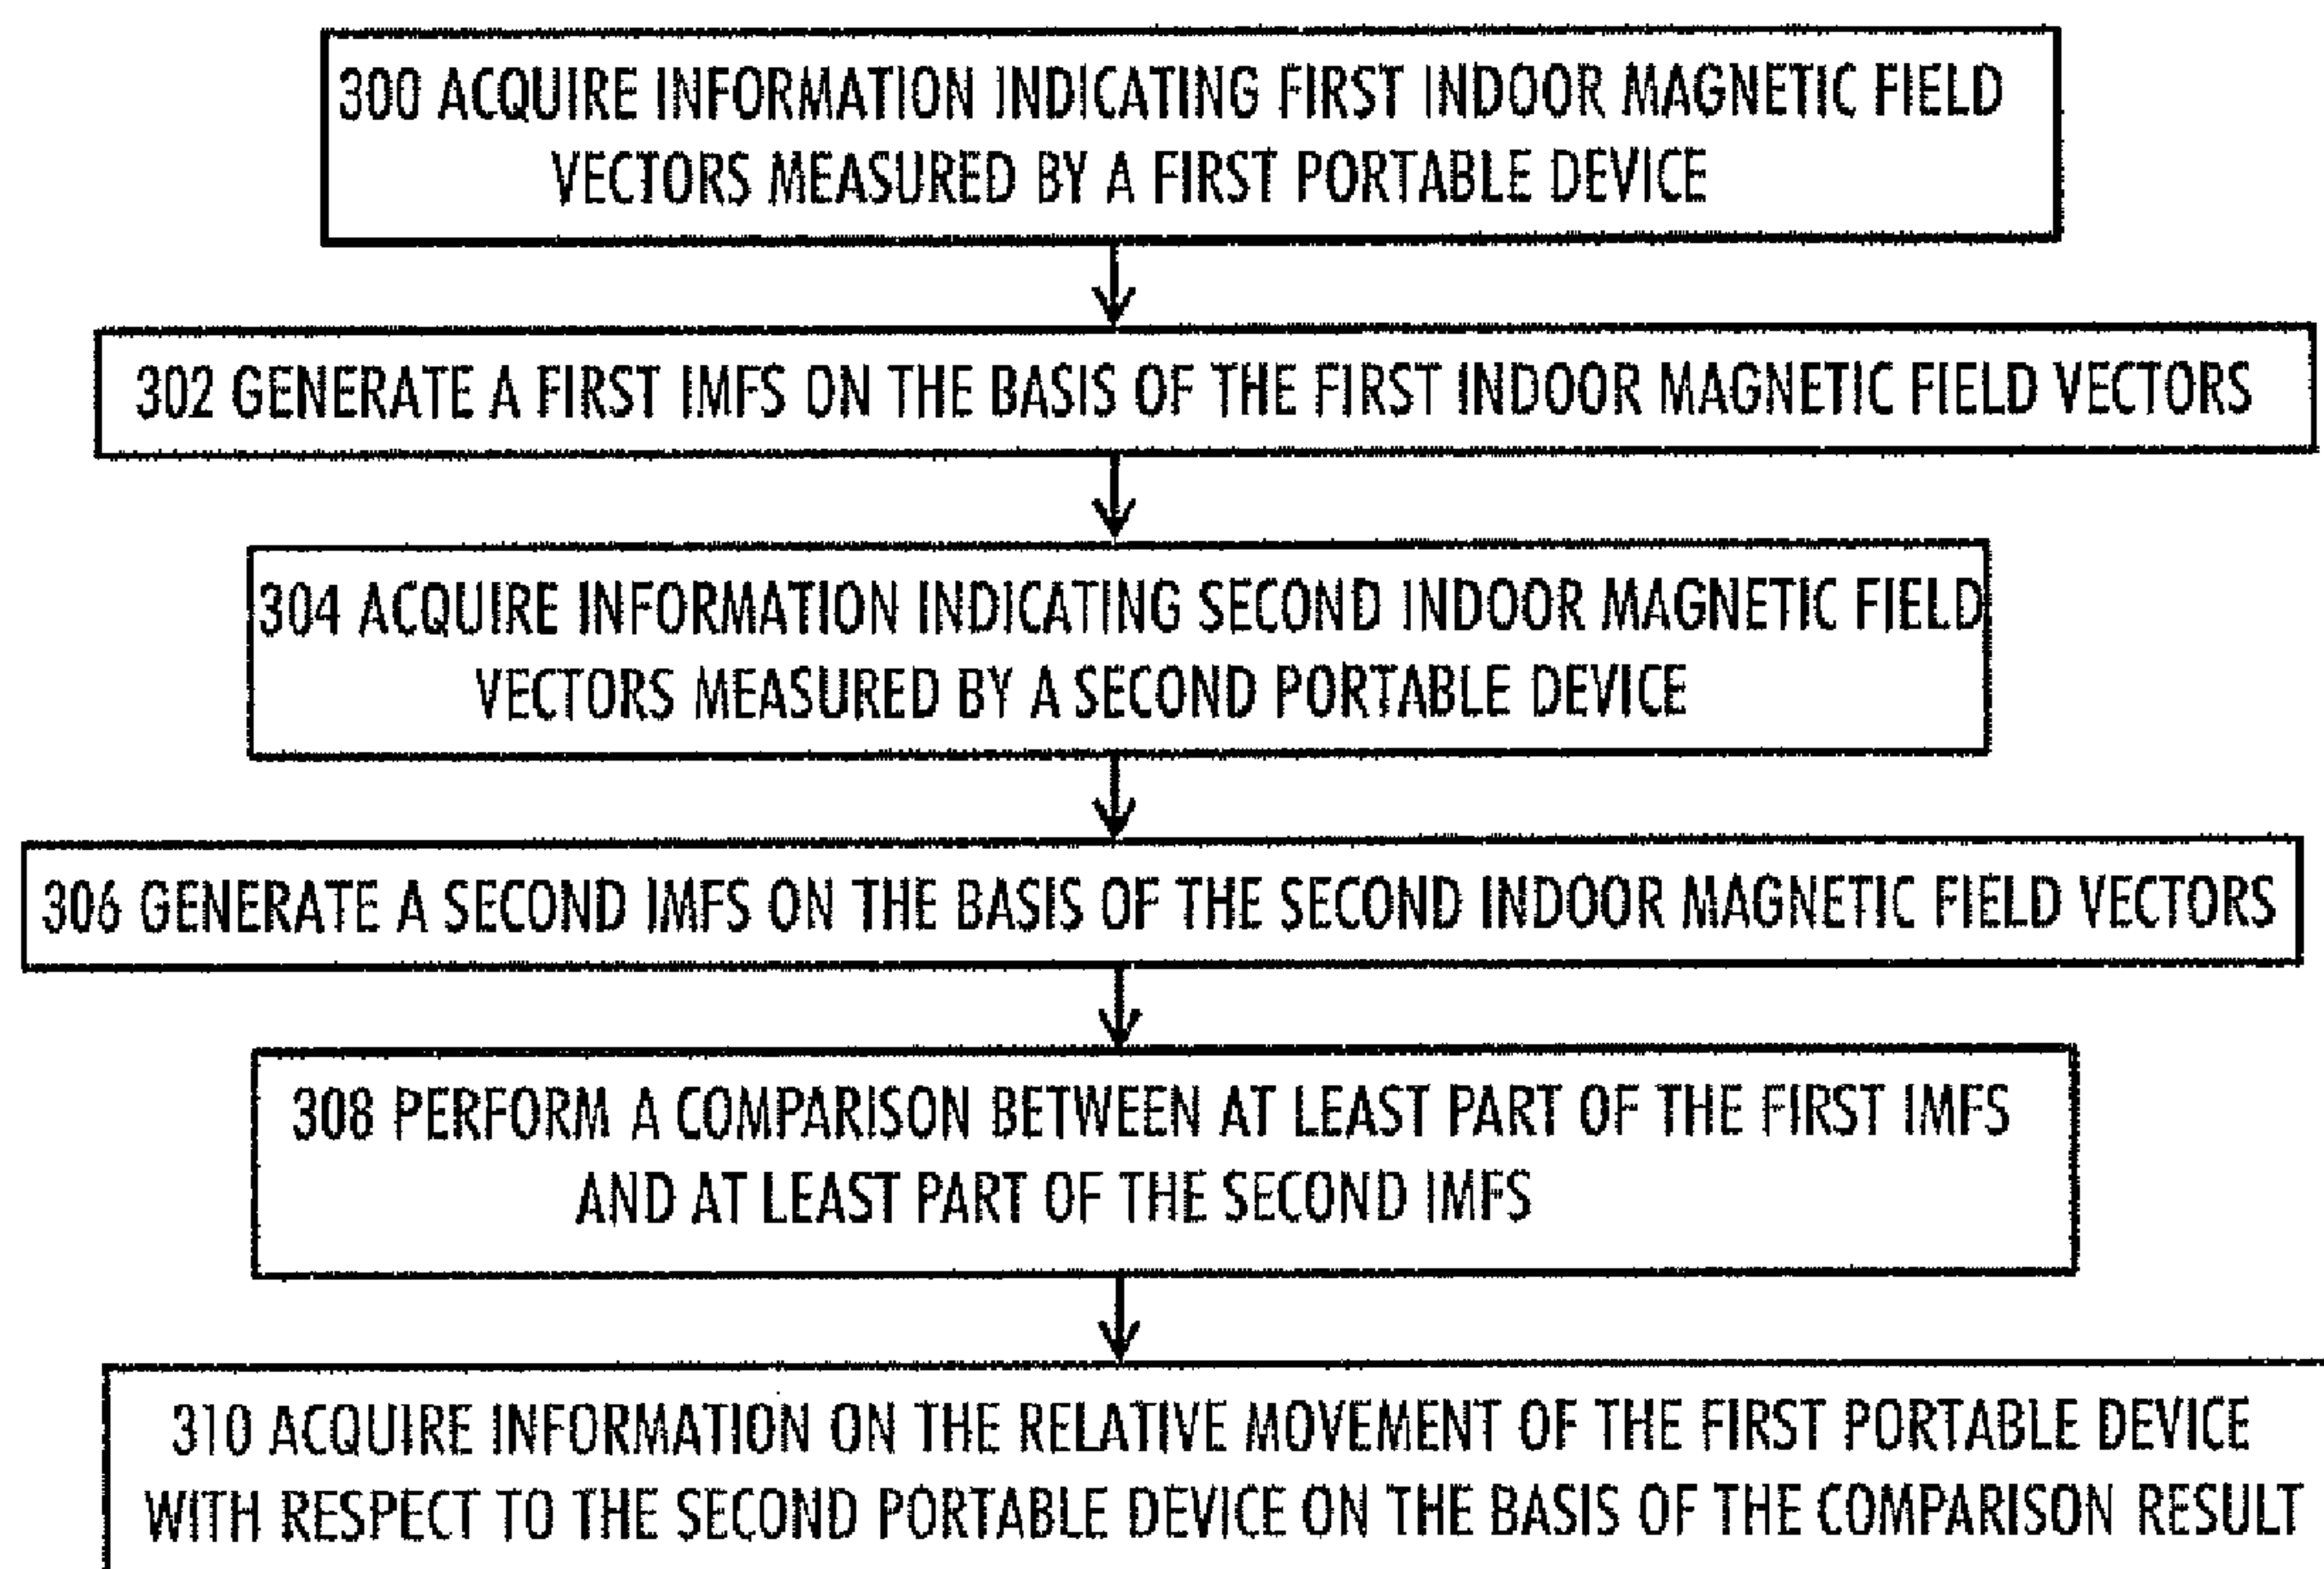 300 ACQUIRE INFORMATION INDICATING FIRST INDOOR MAGNETIC FIELD
VECTORS MEASURED BY A FIRST PORTABLE DEVICE
302 GENERATE A FIRST IMFS ON THE BASIS OF THE FIRST INDOOR MAGNETIC FIELD VECTORS
304 ACQUIRE INFORMATION INDICATING SECOND INDOOR MAGNETIC FIELD
VECTORS MEASURED BY A SECOND PORTABLE DEVICE
306 GENERATE A SECOND IMFS ON THE BASIS OF THE SECOND INDOOR MAGNETIC FIELD VECTORS
308 PERFORM A COMPARISON BETWEEN AT LEAST PART OF THE FIRST IMFS
AND AT LEAST PART OF THE SECOND IMFS
310 ACQUIRE INFORMATION ON THE RELATIVE MOVEMENT OF THE FIRST PORTABLE DEVICE
WITH RESPECT TO THE SECOND PORTABLE DEVICE ON THE BASIS OF THE COMPARISON RESULT